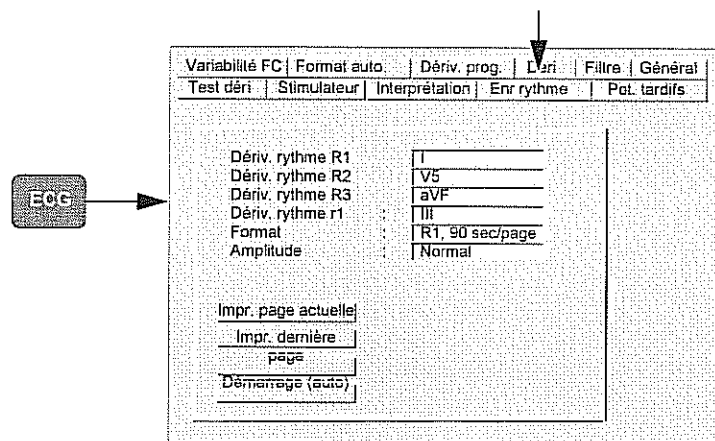 Variabilité FC Format auto. Dériv. prog. Déri Filtre Général
Test déri Stimulateur Interprétation Enr rythme Pot. tardifs
ECG
Dériv. rythme R1 I
Dériv. rythme R2 V5
Dériv. rythme R3 aVF
Dériv. rythme r1 : III
Format : R1, 90 sec/page
Amplitude : Normal
Impr. page actuelle
Impr. dernière
page
Démarrage (auto)